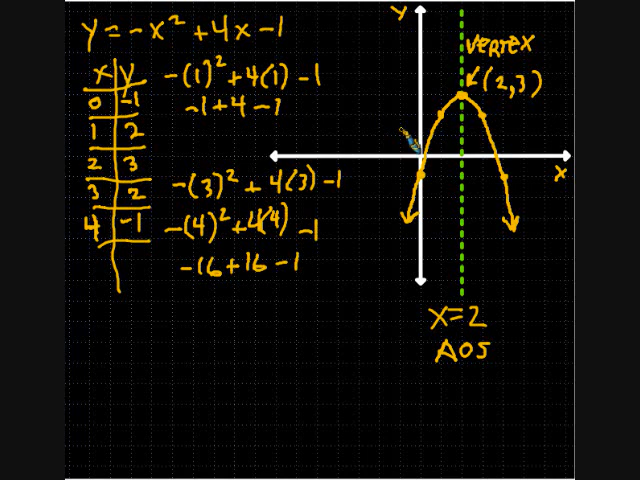 y = -x² + 4x - 1
x y
0 -1
1 2
2 3
3 2
4 -1
-(1)² + 4(1) - 1
-1 + 4 - 1
-(3)² + 4(3) - 1
-(4)² + 4(4) - 1
-16 + 16 - 1
y
vertex
(2,3)
x
x = 2
AOS